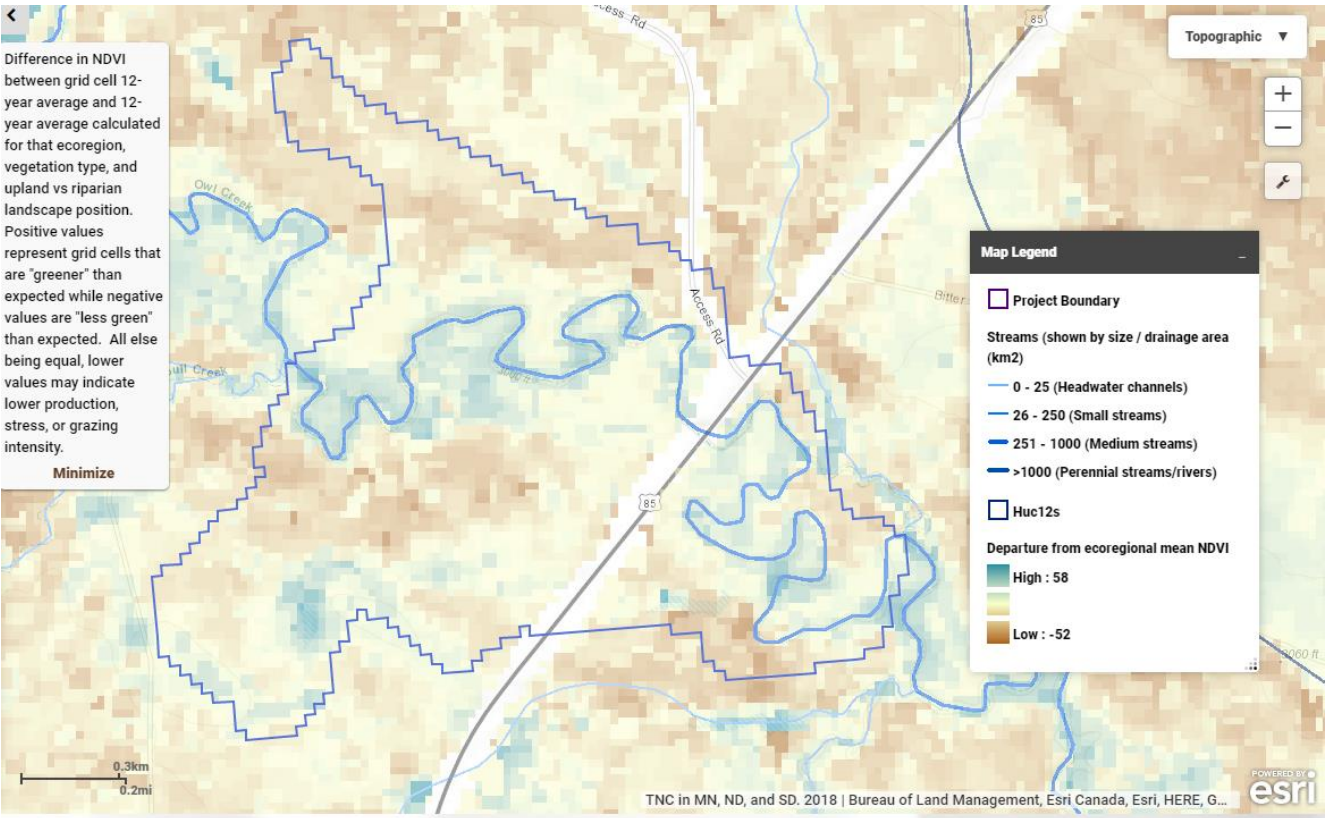 Difference in NDVI
between grid cell 12-
year average and 12-
year average calculated
for that ecoregion,
vegetation type, and
upland vs riparian
landscape position.
Positive values
represent grid cells that
are "greener" than
expected while negative
values are "less green"
than expected. All else
being equal, lower
values may indicate
lower production,
stress, or grazing
intensity.
Minimize
Rd
85
Topographic ▼
+
−
Owl Creek
Access Rd
Bitter
Creek
85
Map Legend
_
Project Boundary
Streams (shown by size / drainage area
(km2)
0 - 25 (Headwater channels)
26 - 250 (Small streams)
251 - 1000 (Medium streams)
>1000 (Perennial streams/rivers)
Huc12s
Departure from ecoregional mean NDVI
High : 58
Low : -52
0.3km
0.2mi
TNC in MN, ND, and SD. 2018 | Bureau of Land Management, Esri Canada, Esri, HERE, G...
POWERED BY
esri